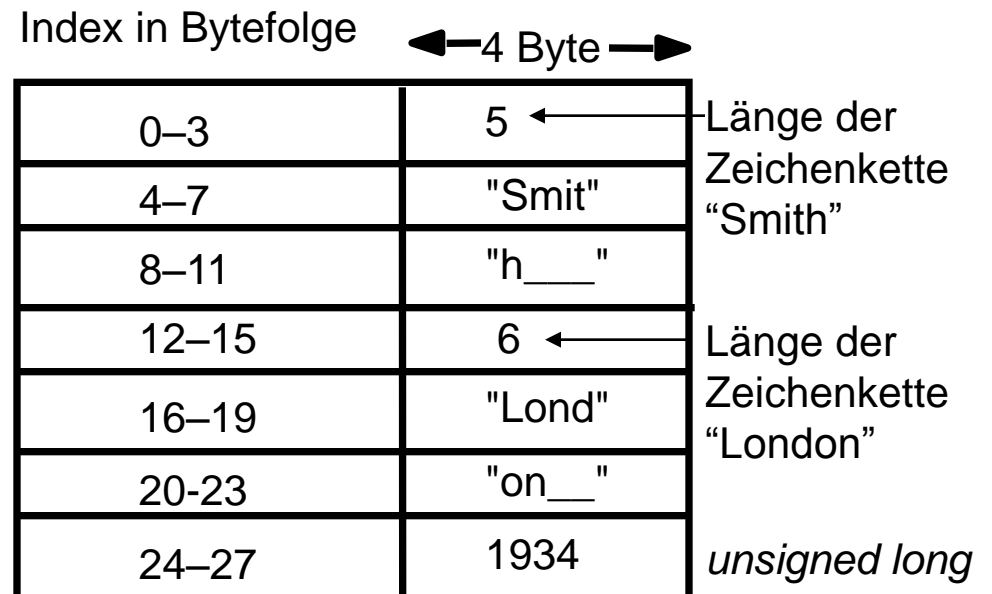 Index in Bytefolge
4 Byte
0–3 5 Länge der
Zeichenkette
“Smith”
4–7 "Smit"
8–11 "h___"
12–15 6 Länge der
Zeichenkette
“London”
16–19 "Lond"
20-23 "on__"
24–27 1934 unsigned long